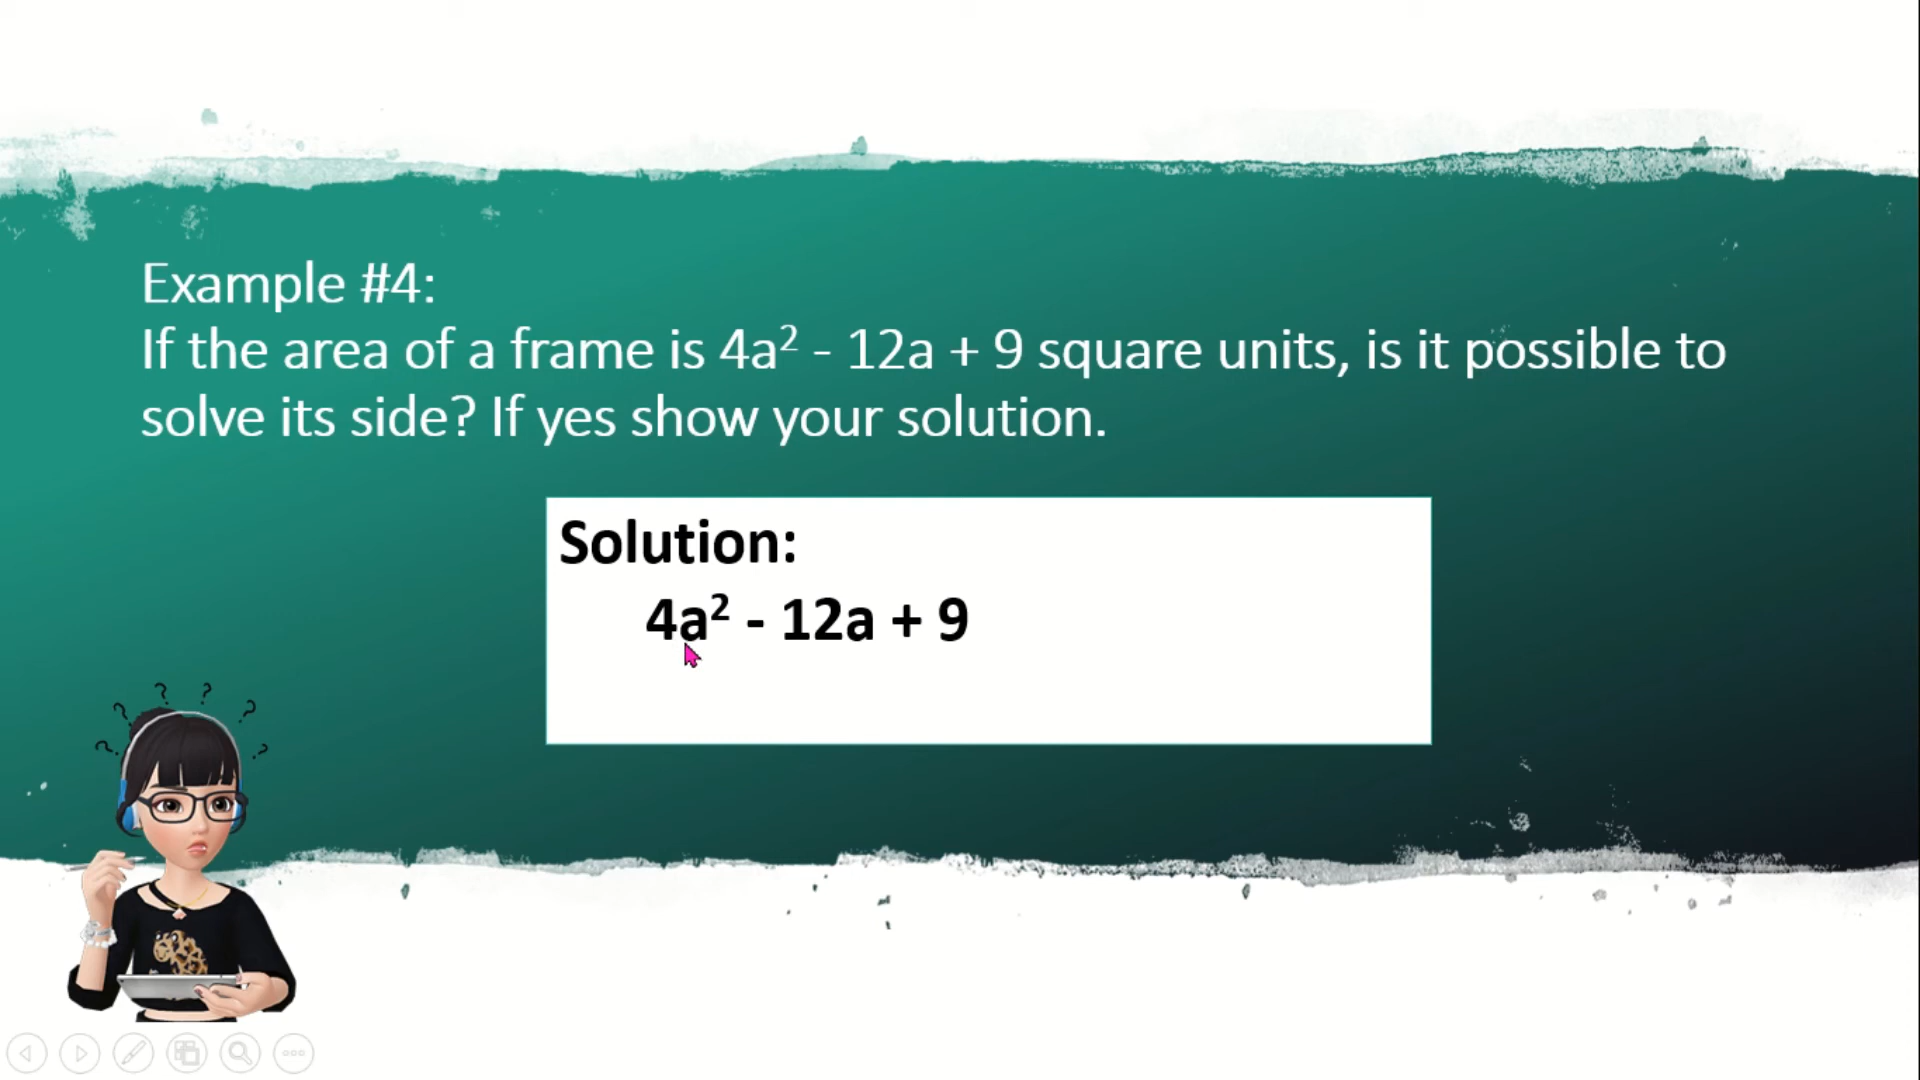 Example #4:
If the area of a frame is 4a² - 12a + 9 square units, is it possible to
solve its side? If yes show your solution.
Solution:
4a² - 12a + 9
? ? ? ? ? ?